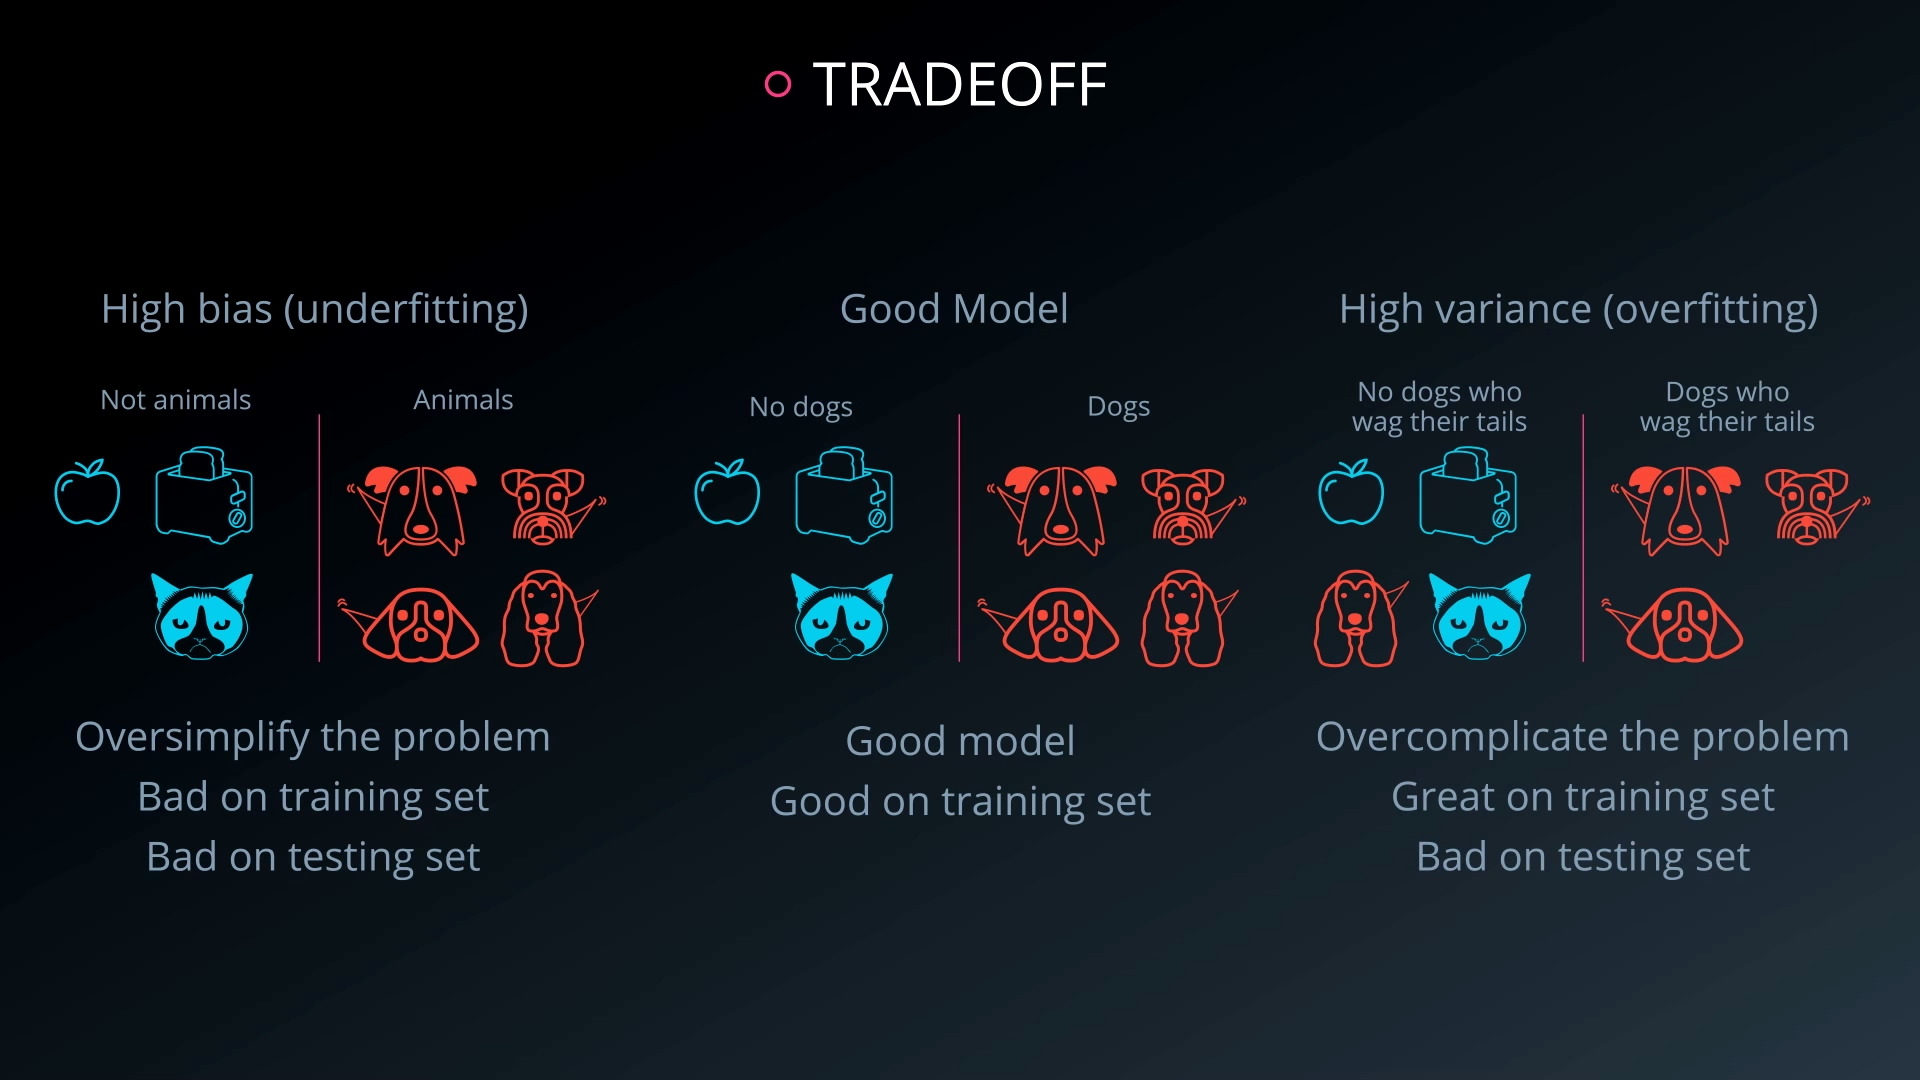 TRADEOFF
High bias (underfitting)
Not animals
Animals
Oversimplify the problem
Bad on training set
Bad on testing set
Good Model
No dogs
Dogs
Good model
Good on training set
High variance (overfitting)
No dogs who
wag their tails
Dogs who
wag their tails
Overcomplicate the problem
Great on training set
Bad on testing set